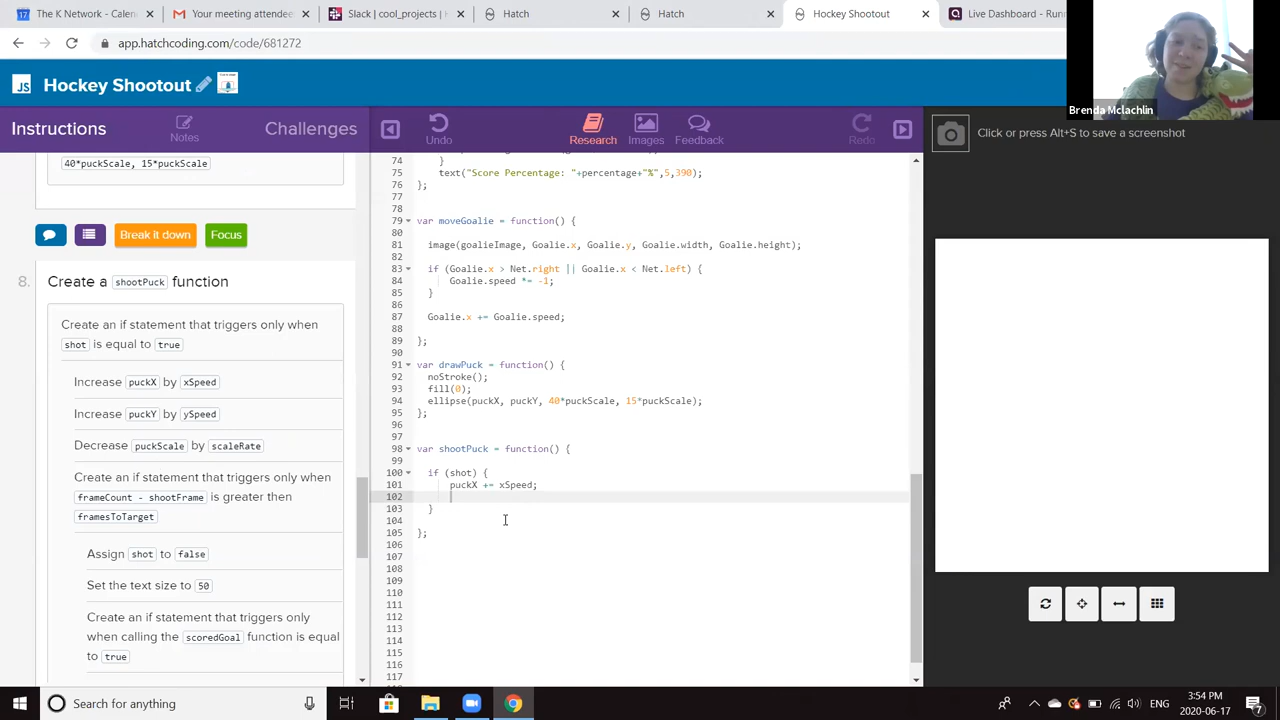 17 The K Network - Calen
Your meeting attendee
Slack | cool_projects | H
Hatch
Hatch
Hockey Shootout
Live Dashboard - Runn
app.hatchcoding.com/code/681272
JS Hockey Shootout
Brenda Mclachlin
Instructions
Notes
Challenges
Undo
Research
Images
Feedback
Redo
Click or press Alt+S to save a screenshot
40*puckScale, 15*puckScale
Break it down
Focus
8. Create a shootPuck function
Create an if statement that triggers only when
shot is equal to true
Increase puckX by xSpeed
Increase puckY by ySpeed
Decrease puckScale by scaleRate
Create an if statement that triggers only when
frameCount - shootFrame is greater then
framesToTarget
Assign shot to false
Set the text size to 50
Create an if statement that triggers only
when calling the scoredGoal function is equal
to true
74 }
75 text("Score Percentage: "+percentage+"%",5,390);
76 };
77
78
79 var moveGoalie = function() {
80
81 image(goalieImage, Goalie.x, Goalie.y, Goalie.width, Goalie.height);
82
83 if (Goalie.x > Net.right || Goalie.x < Net.left) {
84 Goalie.speed *= -1;
85 }
86
87 Goalie.x += Goalie.speed;
88
89 };
90
91 var drawPuck = function() {
92 noStroke();
93 fill(0);
94 ellipse(puckX, puckY, 40*puckScale, 15*puckScale);
95 };
96
97
98 var shootPuck = function() {
99
100 if (shot) {
101 puckX += xSpeed;
102
103 }
104
105 };
106
107
108
109
110
111
112
113
114
115
116
117
Search for anything
ENG
3:54 PM
2020-06-17
7